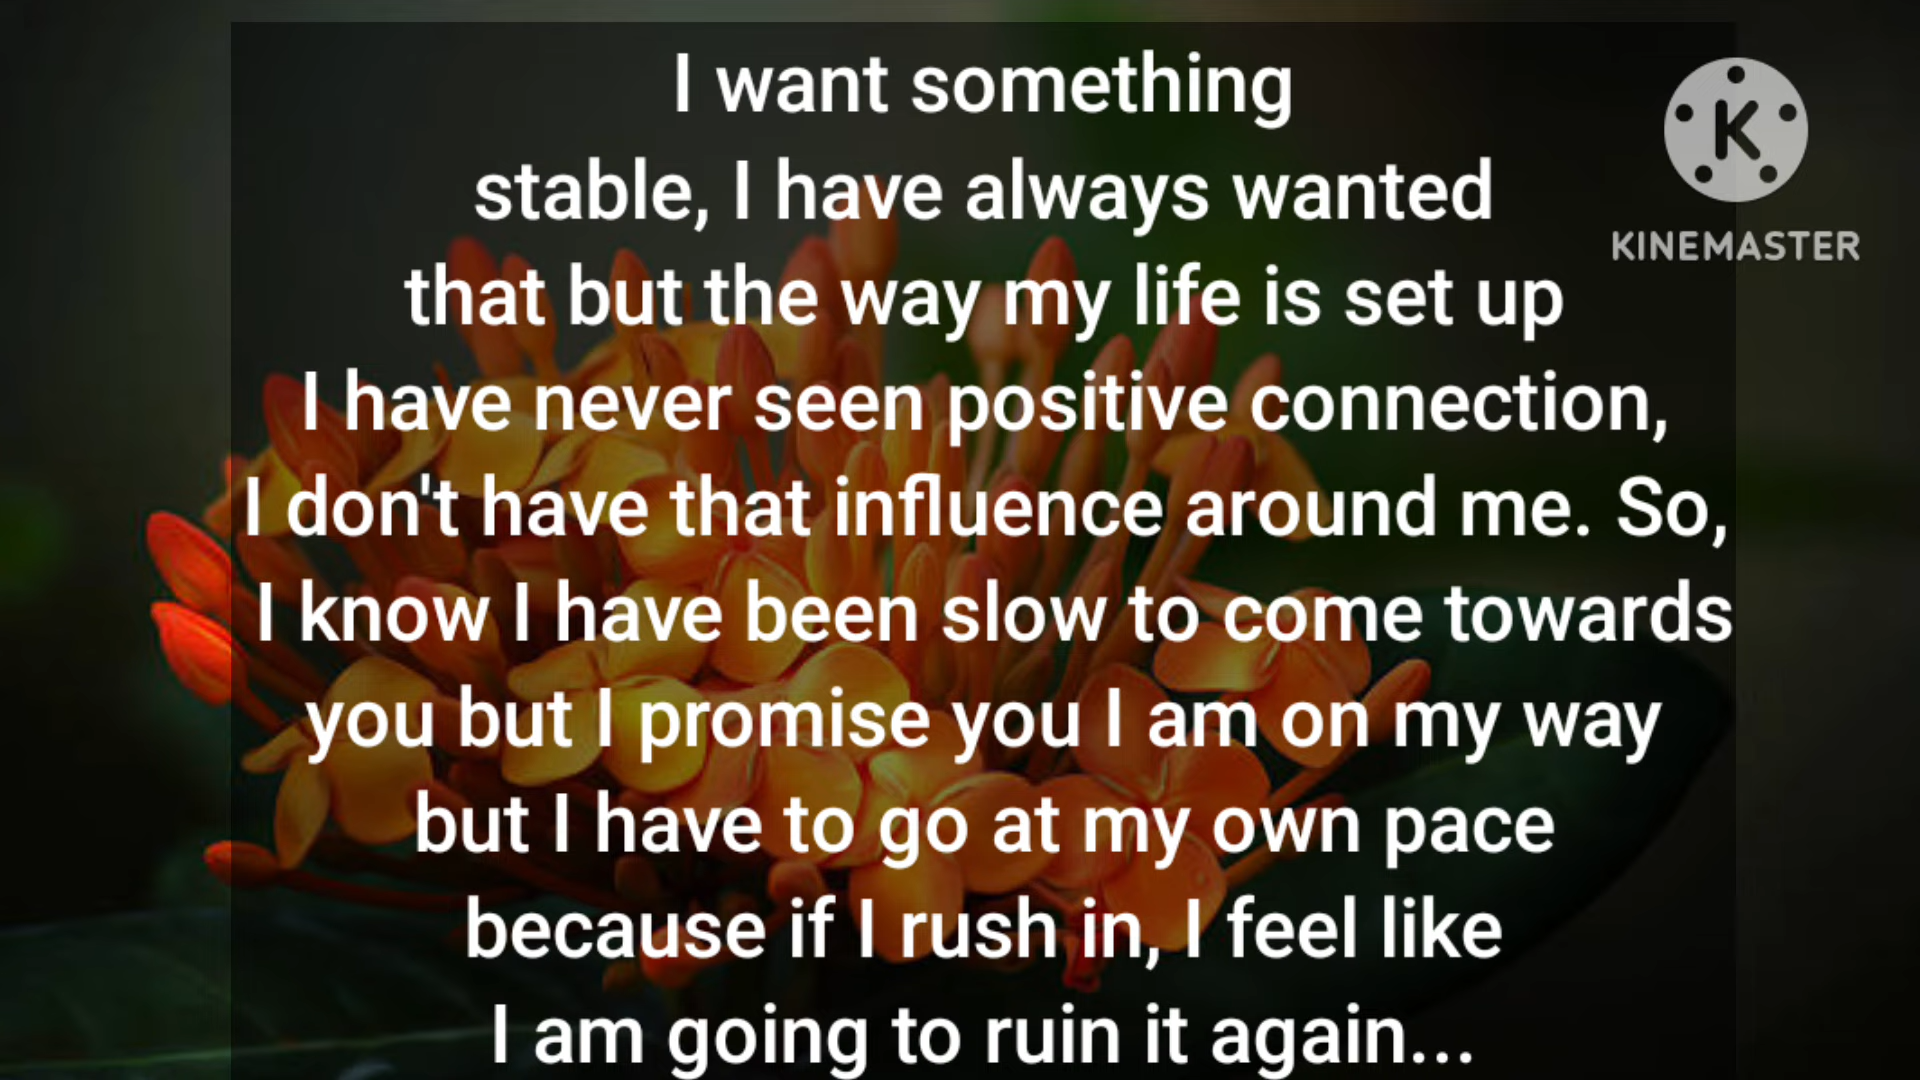 I want something
stable, I have always wanted
that but the way my life is set up
I have never seen positive connection,
I don't have that influence around me. So,
I know I have been slow to come towards
you but I promise you I am on my way
but I have to go at my own pace
because if I rush in, I feel like
I am going to ruin it again...
K
KINEMASTER